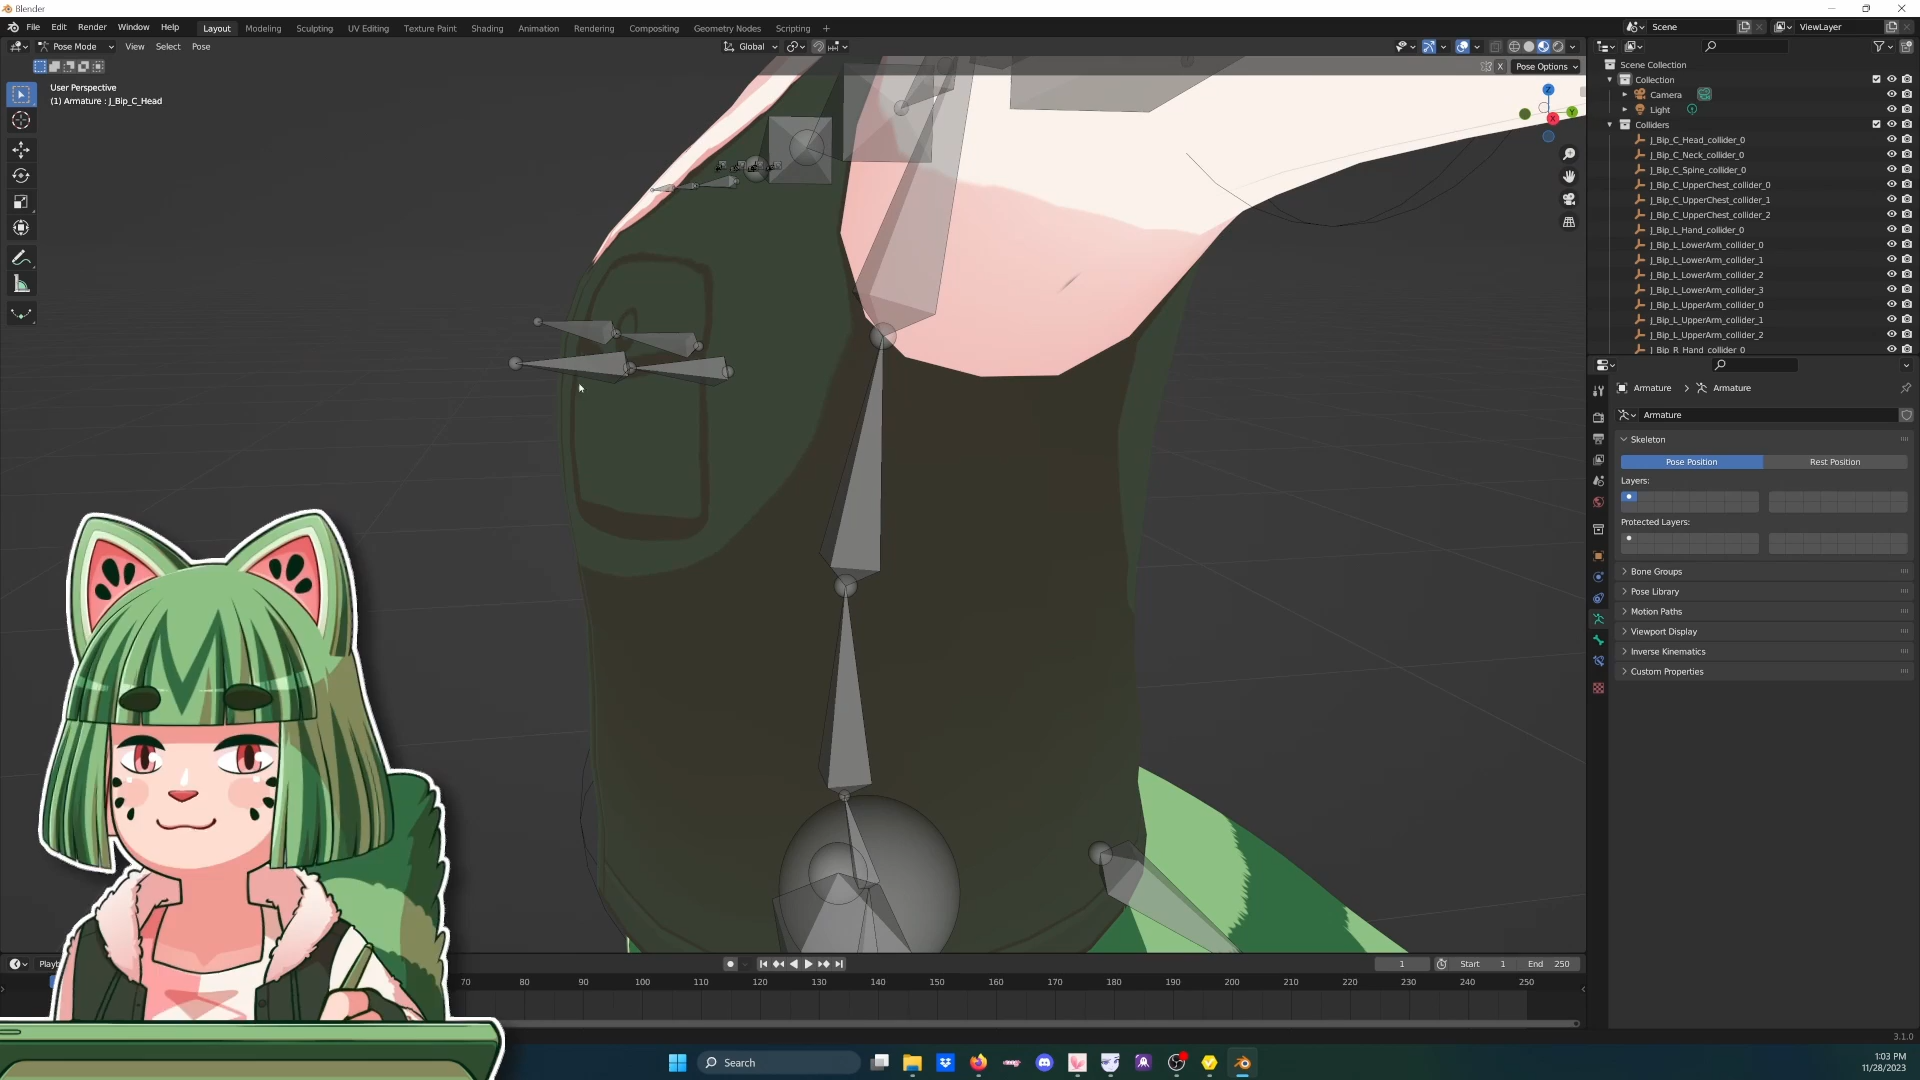 Blender
File Edit Render Window Help Layout Modeling Sculpting UV Editing Texture Paint Shading Animation Rendering Compositing Geometry Nodes Scripting +
Scene
ViewLayer
Pose Mode View Select Pose
Global
X Pose Options
User Perspective
(1) Armature : J_Bip_C_Head
Z
Y
X
Scene Collection
Collection
Camera
Light
Colliders
J_Bip_C_Head_collider_0
J_Bip_C_Neck_collider_0
J_Bip_C_Spine_collider_0
J_Bip_C_UpperChest_collider_0
J_Bip_C_UpperChest_collider_1
J_Bip_C_UpperChest_collider_2
J_Bip_L_Hand_collider_0
J_Bip_L_LowerArm_collider_0
J_Bip_L_LowerArm_collider_1
J_Bip_L_LowerArm_collider_2
J_Bip_L_LowerArm_collider_3
J_Bip_L_UpperArm_collider_0
J_Bip_L_UpperArm_collider_1
J_Bip_L_UpperArm_collider_2
J_Bip_R_Hand_collider_0
Armature > Armature
Armature
Skeleton
Pose Position Rest Position
Layers:
Protected Layers:
Bone Groups
Pose Library
Motion Paths
Viewport Display
Inverse Kinematics
Custom Properties
Playb
1 Start 1 End 250
70 80 90 100 110 120 130 140 150 160 170 180 190 200 210 220 230 240 250
3.1.0
Search
1:03 PM
11/28/2023